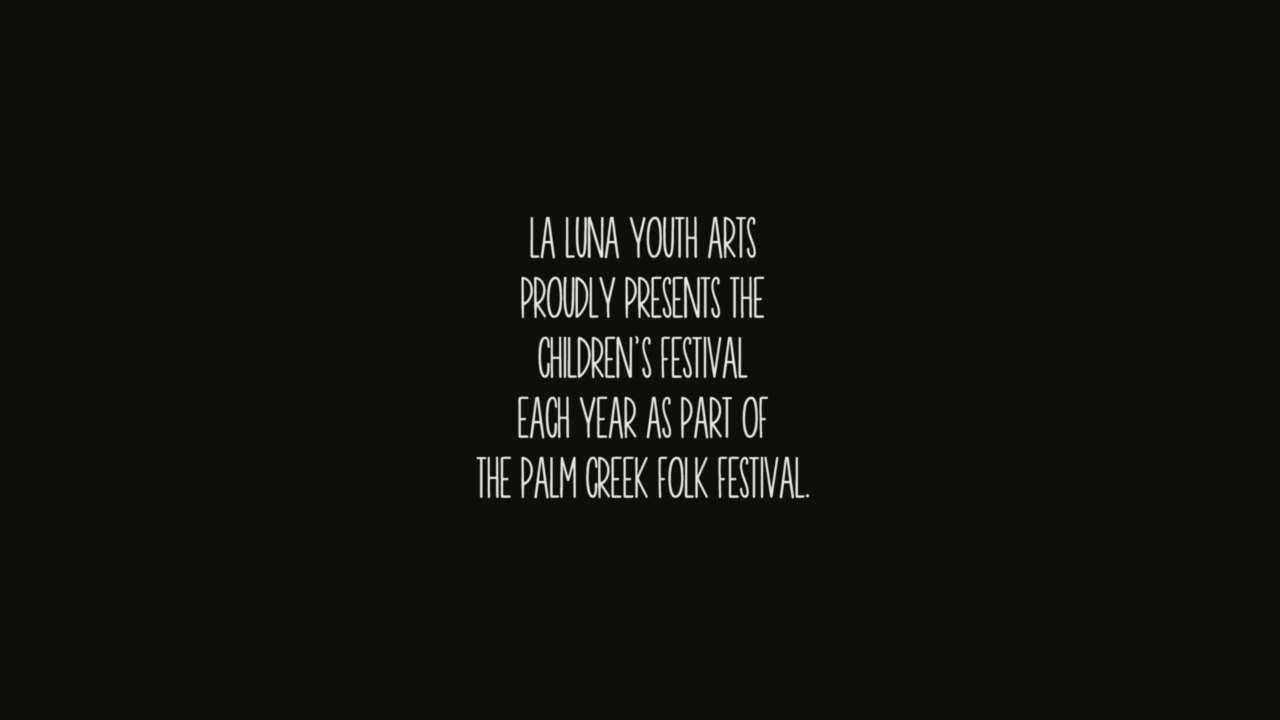 LA LUNA YOUTH ARTS
PROUDLY PRESENTS THE
CHILDREN'S FESTIVAL
EACH YEAR AS PART OF
THE PALM CREEK FOLK FESTIVAL.